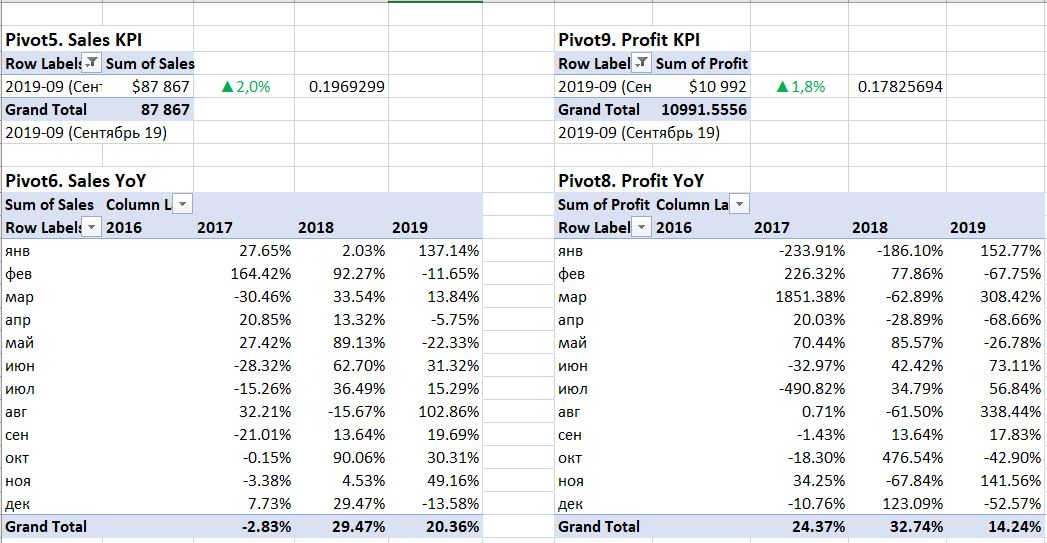 Pivot5. Sales KPI
Row Labels Sum of Sales
2019-09 (Сент $87 867 ▲2,0% 0.1969299
Grand Total 87 867
2019-09 (Сентябрь 19)
Pivot6. Sales YoY
Sum of Sales Column L
Row Labels 2016 2017 2018 2019
янв 27.65% 2.03% 137.14%
фев 164.42% 92.27% -11.65%
мар -30.46% 33.54% 13.84%
апр 20.85% 13.32% -5.75%
май 27.42% 89.13% -22.33%
июн -28.32% 62.70% 31.32%
июл -15.26% 36.49% 15.29%
авг 32.21% -15.67% 102.86%
сен -21.01% 13.64% 19.69%
окт -0.15% 90.06% 30.31%
ноя -3.38% 4.53% 49.16%
дек 7.73% 29.47% -13.58%
Grand Total -2.83% 29.47% 20.36%
Pivot9. Profit KPI
Row Label Sum of Profit
2019-09 (Сен $10 992 ▲1,8% 0.17825694
Grand Total 10991.5556
2019-09 (Сентябрь 19)
Pivot8. Profit YoY
Sum of Profit Column La
Row Label 2016 2017 2018 2019
янв -233.91% -186.10% 152.77%
фев 226.32% 77.86% -67.75%
мар 1851.38% -62.89% 308.42%
апр 20.03% -28.89% -68.66%
май 70.44% 85.57% -26.78%
июн -32.97% 42.42% 73.11%
июл -490.82% 34.79% 56.84%
авг 0.71% -61.50% 338.44%
сен -1.43% 13.64% 17.83%
окт -18.30% 476.54% -42.90%
ноя 34.25% -67.84% 141.56%
дек -10.76% 123.09% -52.57%
Grand Total 24.37% 32.74% 14.24%